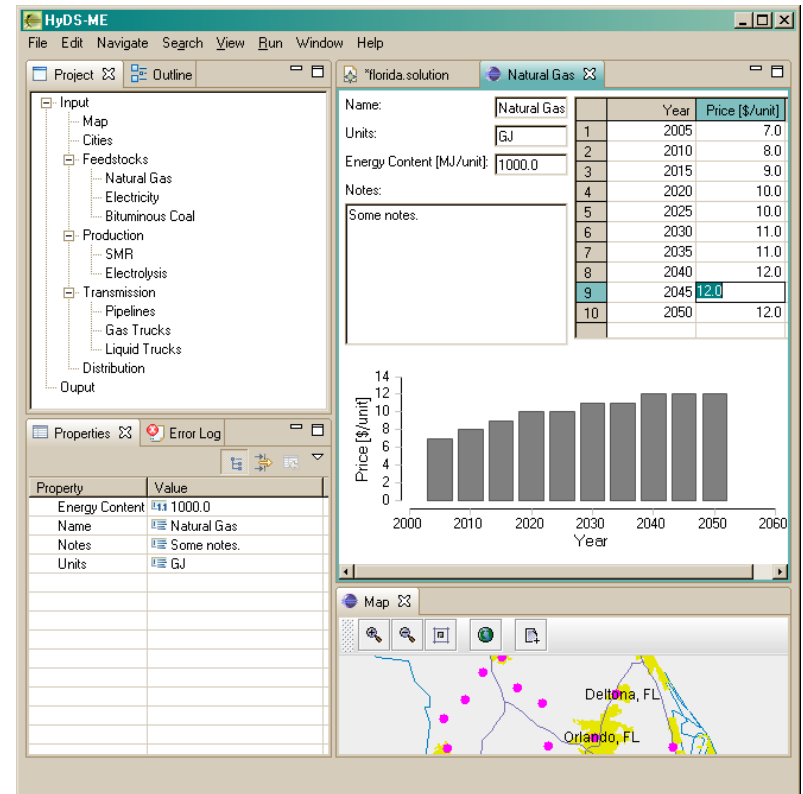 HyDS-ME
File Edit Navigate Search View Run Window Help
Project Outline
Input
Map
Cities
Feedstocks
Natural Gas
Electricity
Bituminous Coal
Production
SMR
Electrolysis
Transmission
Pipelines
Gas Trucks
Liquid Trucks
Distribution
Ouput
Properties Error Log
Property Value
Energy Content 1000.0
Name Natural Gas
Notes Some notes.
Units GJ
*florida.solution Natural Gas
Name: Natural Gas
Units: GJ
Energy Content [MJ/unit]: 1000.0
Notes:
Some notes.
Year Price [$/unit]
1 2005 7.0
2 2010 8.0
3 2015 9.0
4 2020 10.0
5 2025 10.0
6 2030 11.0
7 2035 11.0
8 2040 12.0
9 2045 12.0
10 2050 12.0
Price [$/unit]
14
12
10
8
6
4
2
0
2000 2010 2020 2030 2040 2050 2060
Year
Map
Deltona, FL
Orlando, FL